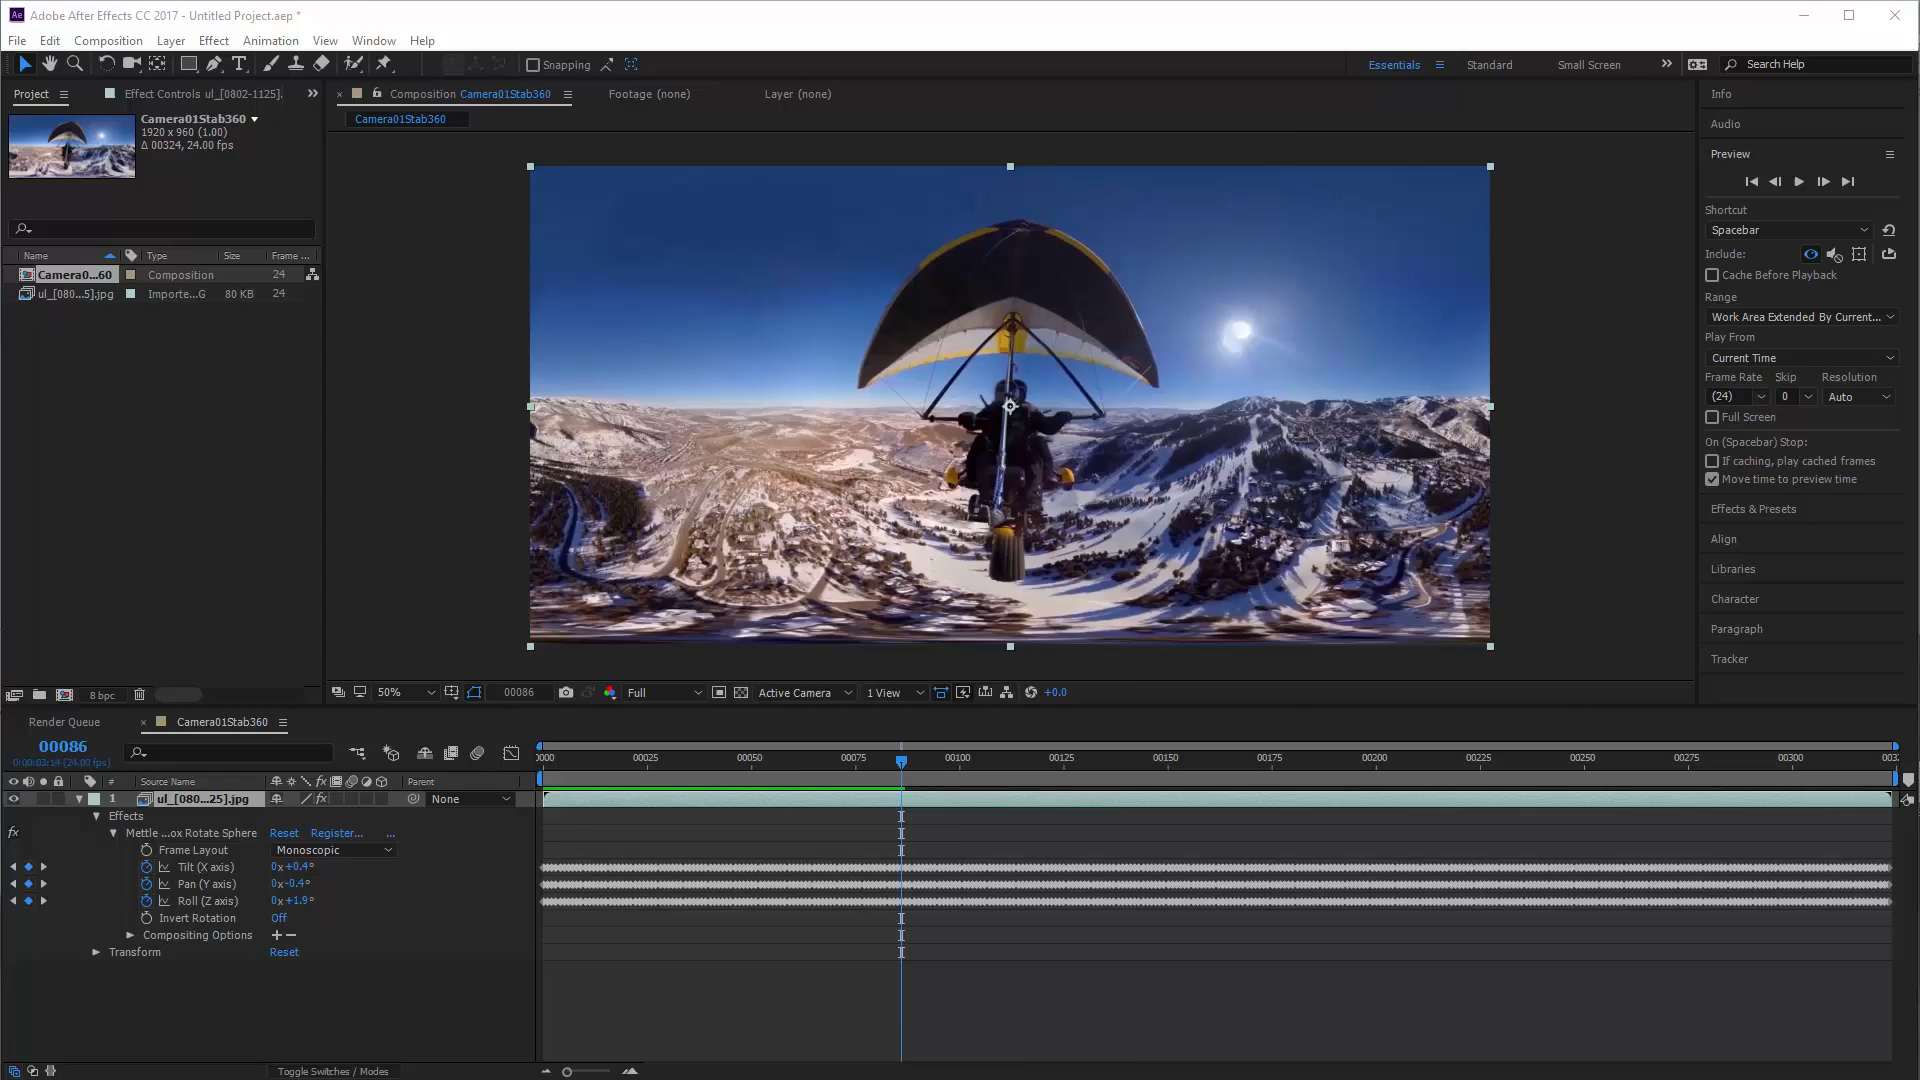 Adobe After Effects CC 2017 - Untitled Project.aep *
File Edit Composition Layer Effect Animation View Window Help
Snapping
Essentials Standard Small Screen Search Help
Project Effect Controls ul_[0802-1125].
Camera01Stab360
1920 x 960 (1.00)
Δ 00324, 24.00 fps
Name Type Size Frame ...
Camera0...60 Composition 24
ul_[080...5].jpg Importe...G 80 KB 24
8 bpc
Composition Camera01Stab360 Footage (none) Layer (none)
Camera01Stab360
50% 00086 Full Active Camera 1 View +0.0
Info
Audio
Preview
Shortcut
Spacebar
Include:
Cache Before Playback
Range
Work Area Extended By Current...
Play From
Current Time
Frame Rate Skip Resolution
(24) 0 Auto
Full Screen
On (Spacebar) Stop:
If caching, play cached frames
Move time to preview time
Effects & Presets
Align
Libraries
Character
Paragraph
Tracker
Render Queue Camera01Stab360
00086
0:00:03:14 (24.00 fps)
0000 00025 00050 00075 00100 00125 00150 00175 00200 00225 00250 00275 00300 0032
# Source Name fx Parent
1 ul_[080...25].jpg fx None
Effects
fx Mettle ...ox Rotate Sphere Reset Register... ...
Frame Layout Monoscopic
Tilt (X axis) 0x+0.4°
Pan (Y axis) 0x-0.4°
Roll (Z axis) 0x+1.9°
Invert Rotation Off
Compositing Options + −
Transform Reset
Toggle Switches / Modes